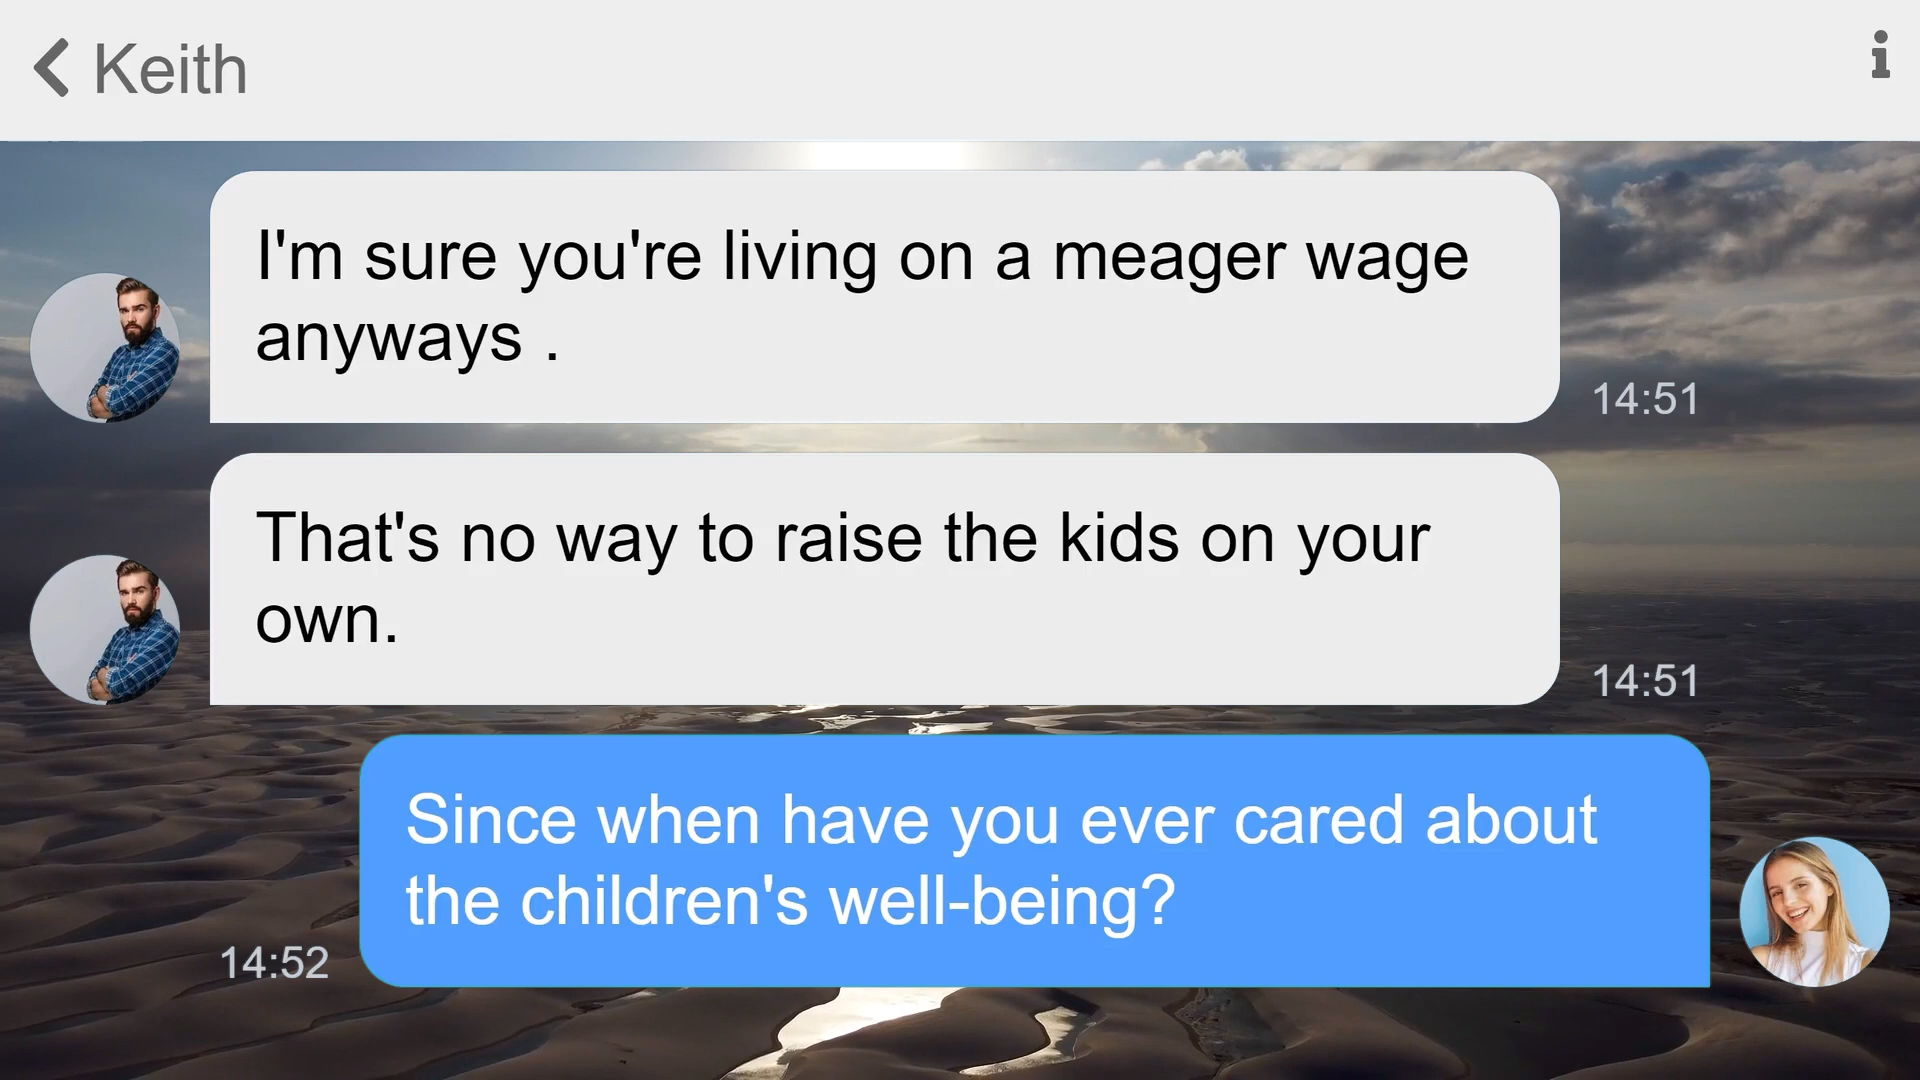 Keith
I'm sure you're living on a meager wage
anyways .
14:51
That's no way to raise the kids on your
own.
14:51
Since when have you ever cared about
the children's well-being?
14:52